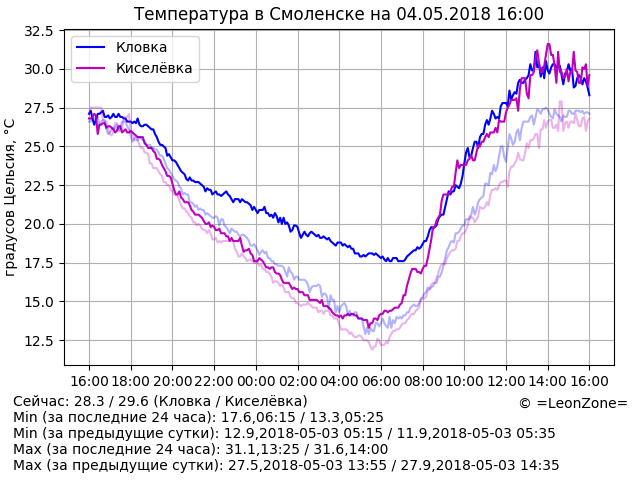 Температура в Смоленске на 04.05.2018 16:00
Кловка
Киселёвка
градусов Цельсия, °C
32.5
30.0
27.5
25.0
22.5
20.0
17.5
15.0
12.5
16:00 18:00 20:00 22:00 00:00 02:00 04:00 06:00 08:00 10:00 12:00 14:00 16:00
Сейчас: 28.3 / 29.6 (Кловка / Киселёвка)
© =LeonZone=
Min (за последние 24 часа): 17.6,06:15 / 13.3,05:25
Min (за предыдущие сутки): 12.9,2018-05-03 05:15 / 11.9,2018-05-03 05:35
Max (за последние 24 часа): 31.1,13:25 / 31.6,14:00
Max (за предыдущие сутки): 27.5,2018-05-03 13:55 / 27.9,2018-05-03 14:35